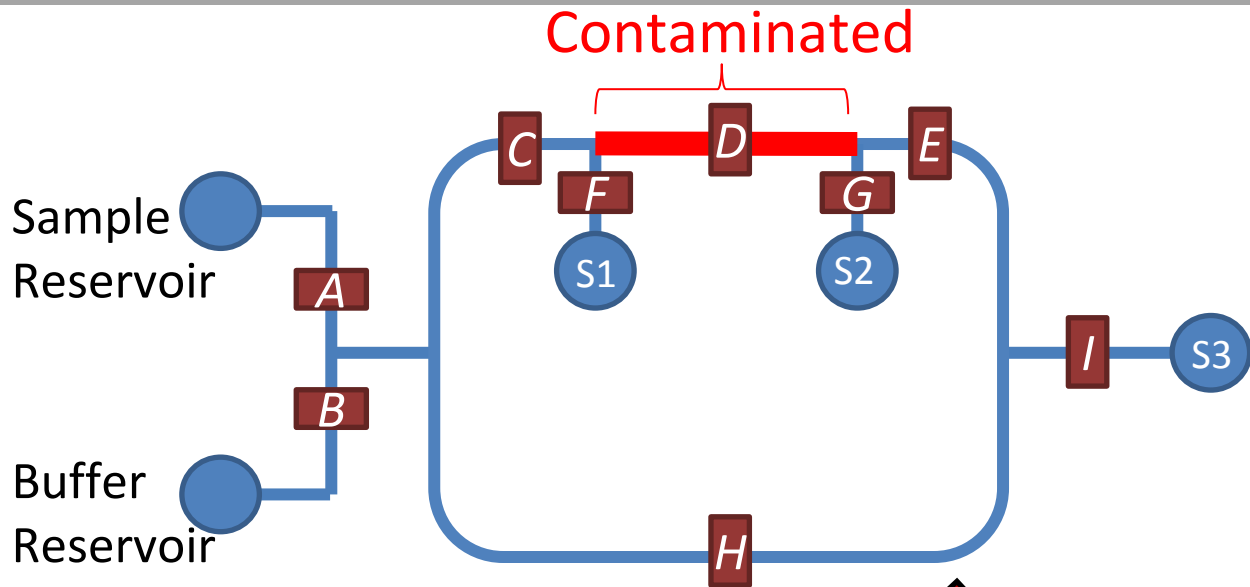 Contaminated
C
D
E
F
G
Sample
Reservoir
S1
S2
A
I
S3
B
Buffer
Reservoir
H